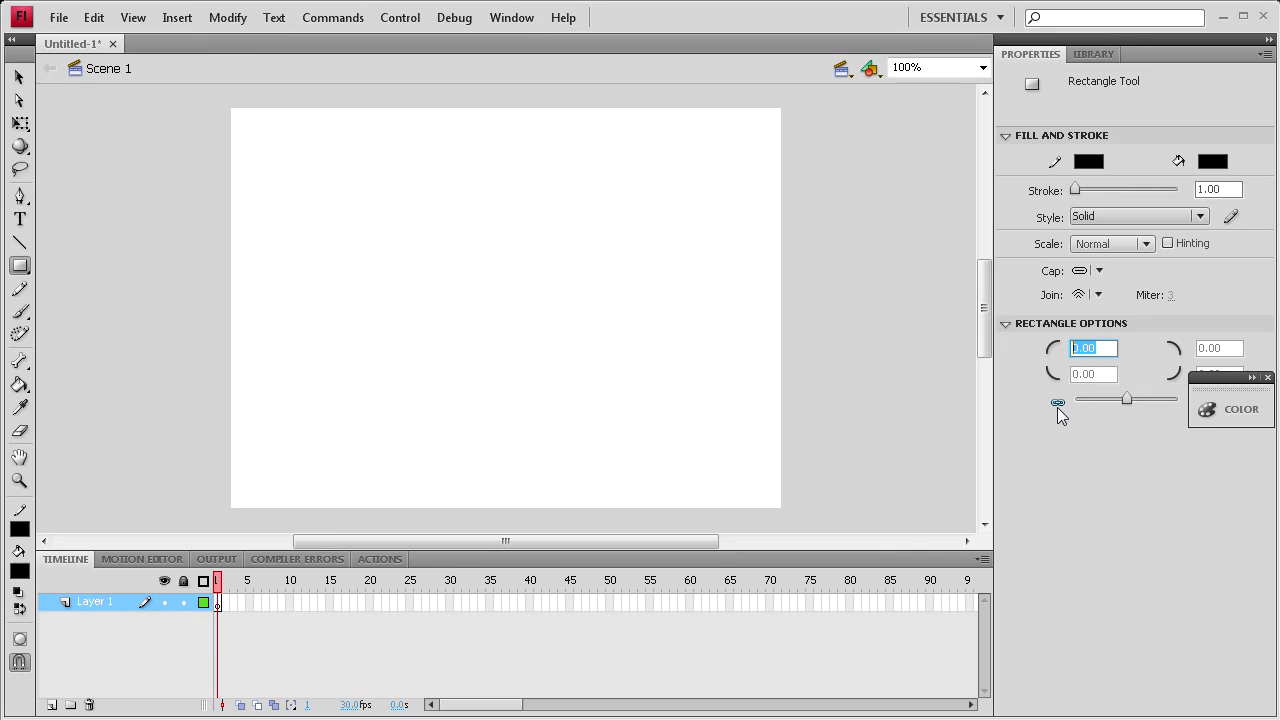 FL File Edit View Insert Modify Text Commands Control Debug Window Help ESSENTIALS
Untitled-1* ×
Scene 1 100%
PROPERTIES LIBRARY
Rectangle Tool
FILL AND STROKE
Stroke: 1.00
Style: Solid
Scale: Normal Hinting
Cap:
Join: Miter: 3
RECTANGLE OPTIONS
0.00 0.00
0.00
COLOR
T
TIMELINE MOTION EDITOR OUTPUT COMPILER ERRORS ACTIONS
1 5 10 15 20 25 30 35 40 45 50 55 60 65 70 75 80 85 90 9
Layer 1
1 30.0fps 0.0s